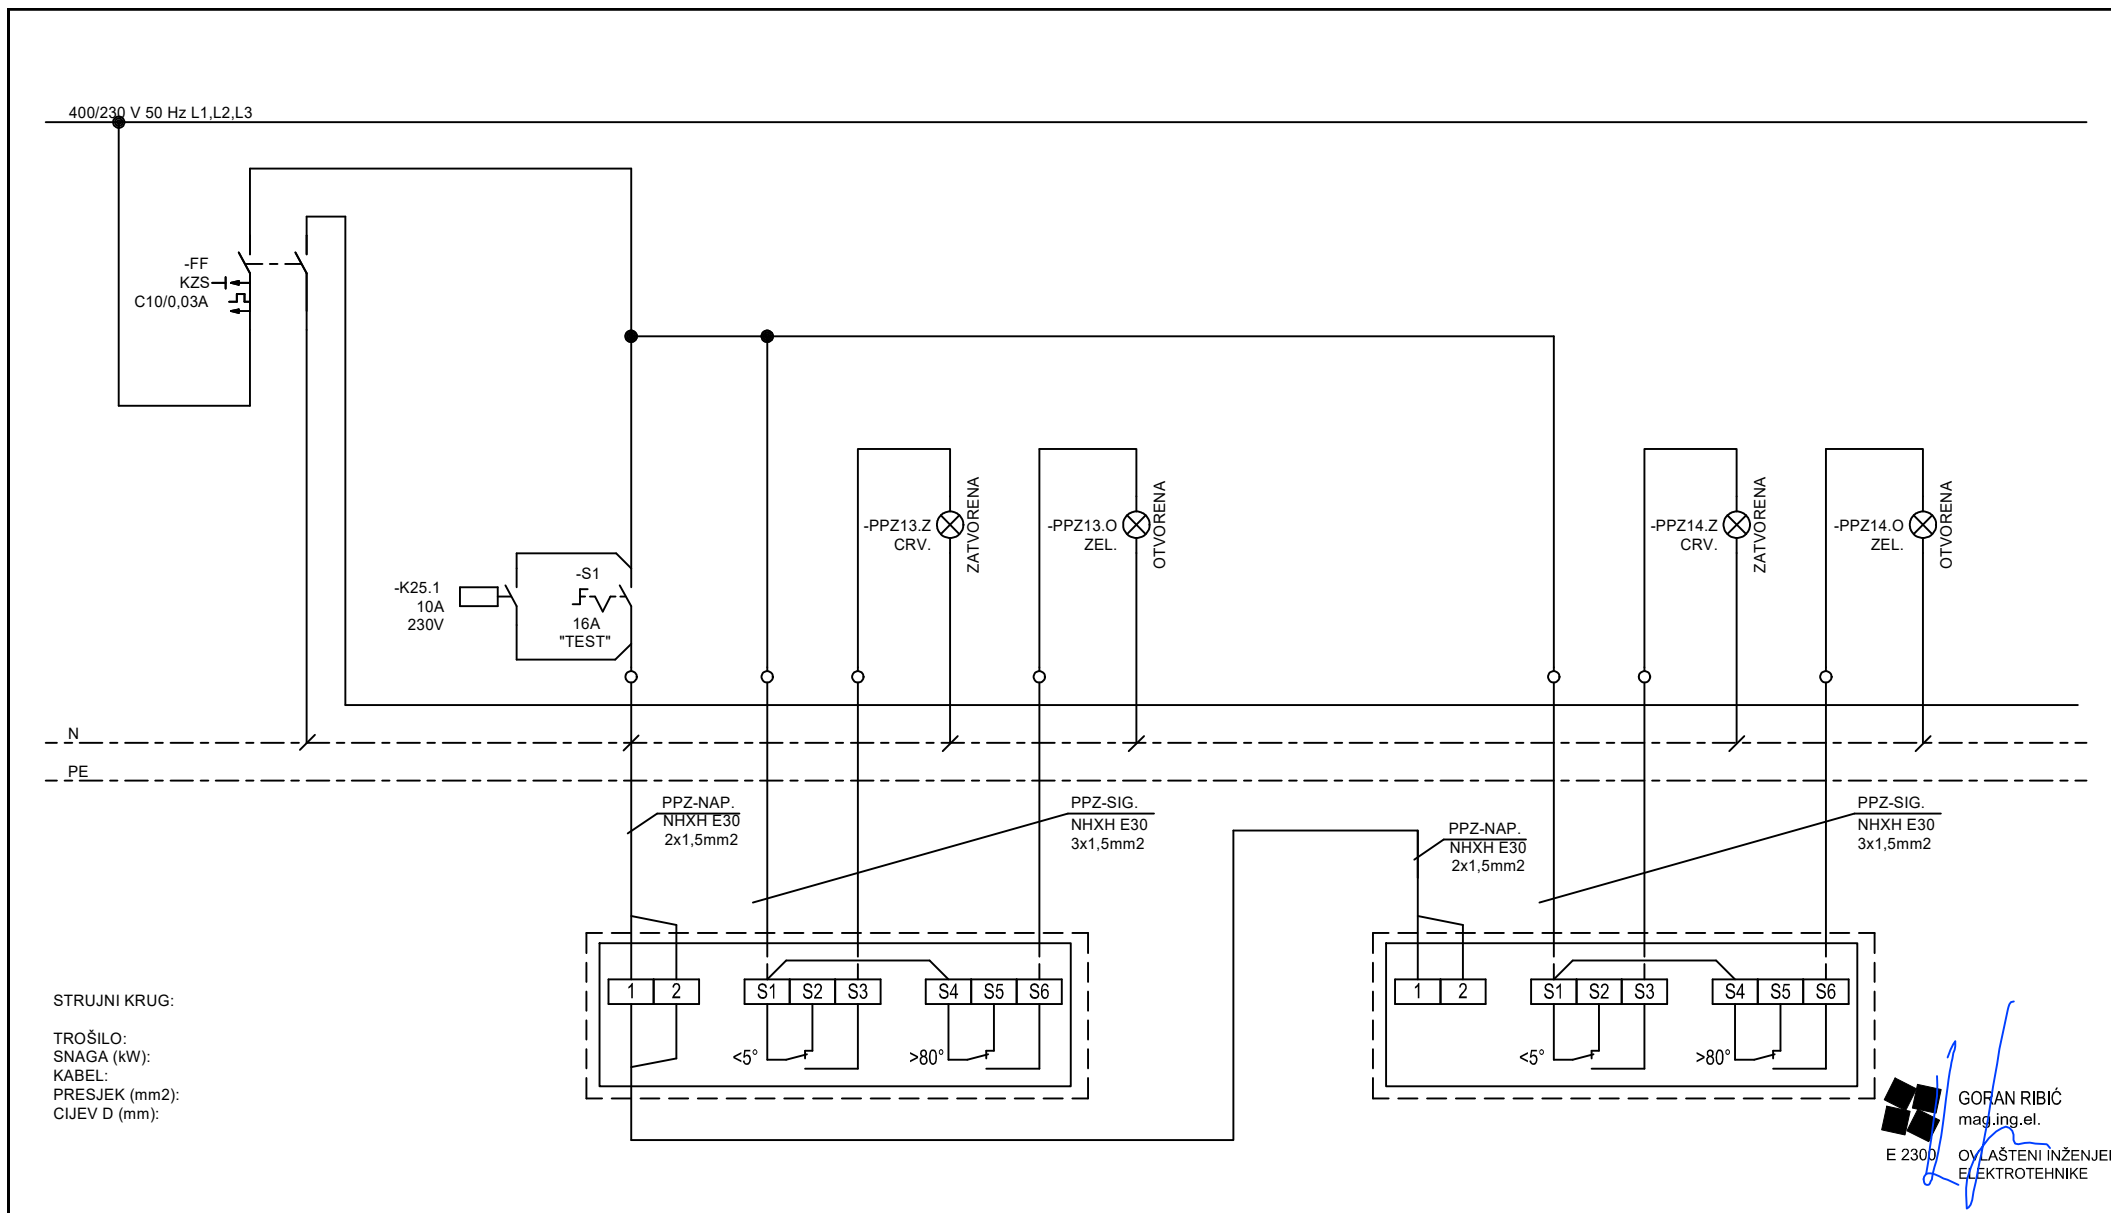 400/230 V 50 Hz L1,L2,L3
-FF
KZS
C10/0,03A
-K25.1
10A
230V
-S1
16A
"TEST"
-PPZ13.Z
CRV.
ZATVORENA
-PPZ13.O
ZEL.
OTVORENA
-PPZ14.Z
CRV.
ZATVORENA
-PPZ14.O
ZEL.
OTVORENA
N
PE
PPZ-NAP.
NHXH E30
2x1,5mm2
PPZ-SIG.
NHXH E30
3x1,5mm2
PPZ-NAP.
NHXH E30
2x1,5mm2
PPZ-SIG.
NHXH E30
3x1,5mm2
1 2 S1 S2 S3 S4 S5 S6
<5° >80°
1 2 S1 S2 S3 S4 S5 S6
<5° >80°
STRUJNI KRUG:
TROŠILO:
SNAGA (kW):
KABEL:
PRESJEK (mm2):
CIJEV D (mm):
GORAN RIBIĆ
mag.ing.el.
E 2300
OVLAŠTENI INŽENJER
ELEKTROTEHNIKE